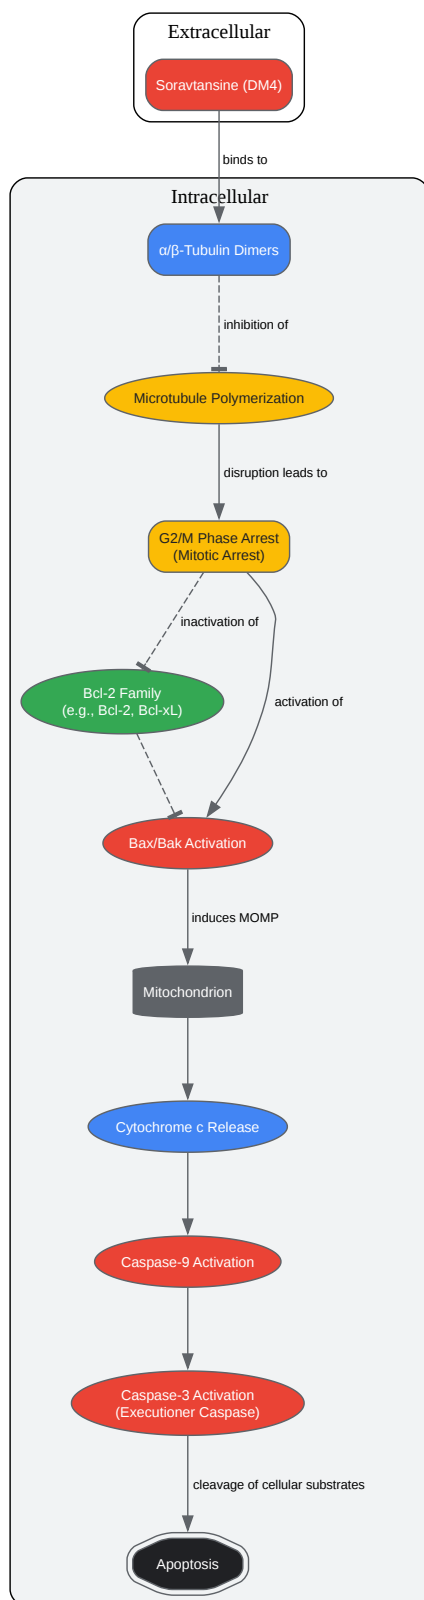 Extracellular
Soravtansine (DM4)
binds to
Intracellular
α/β-Tubulin Dimers
inhibition of
Microtubule Polymerization
disruption leads to
G2/M Phase Arrest
(Mitotic Arrest)
inactivation of
Bcl-2 Family
(e.g., Bcl-2, Bcl-xL)
activation of
Bax/Bak Activation
induces MOMP
Mitochondrion
Cytochrome c Release
Caspase-9 Activation
Caspase-3 Activation
(Executioner Caspase)
cleavage of cellular substrates
Apoptosis